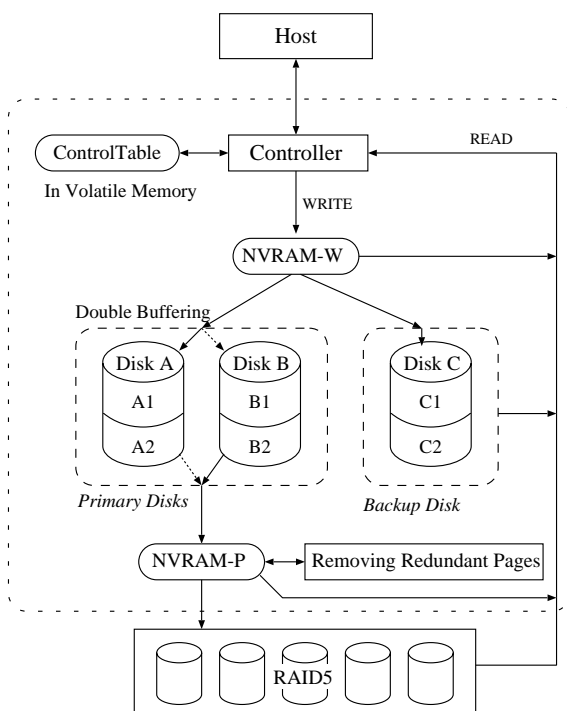 Host
ControlTable
Controller
READ
In Volatile Memory
WRITE
NVRAM-W
Double Buffering
Disk A
Disk B
Disk C
A1
B1
C1
A2
B2
C2
Primary Disks
Backup Disk
NVRAM-P
Removing Redundant Pages
RAID5